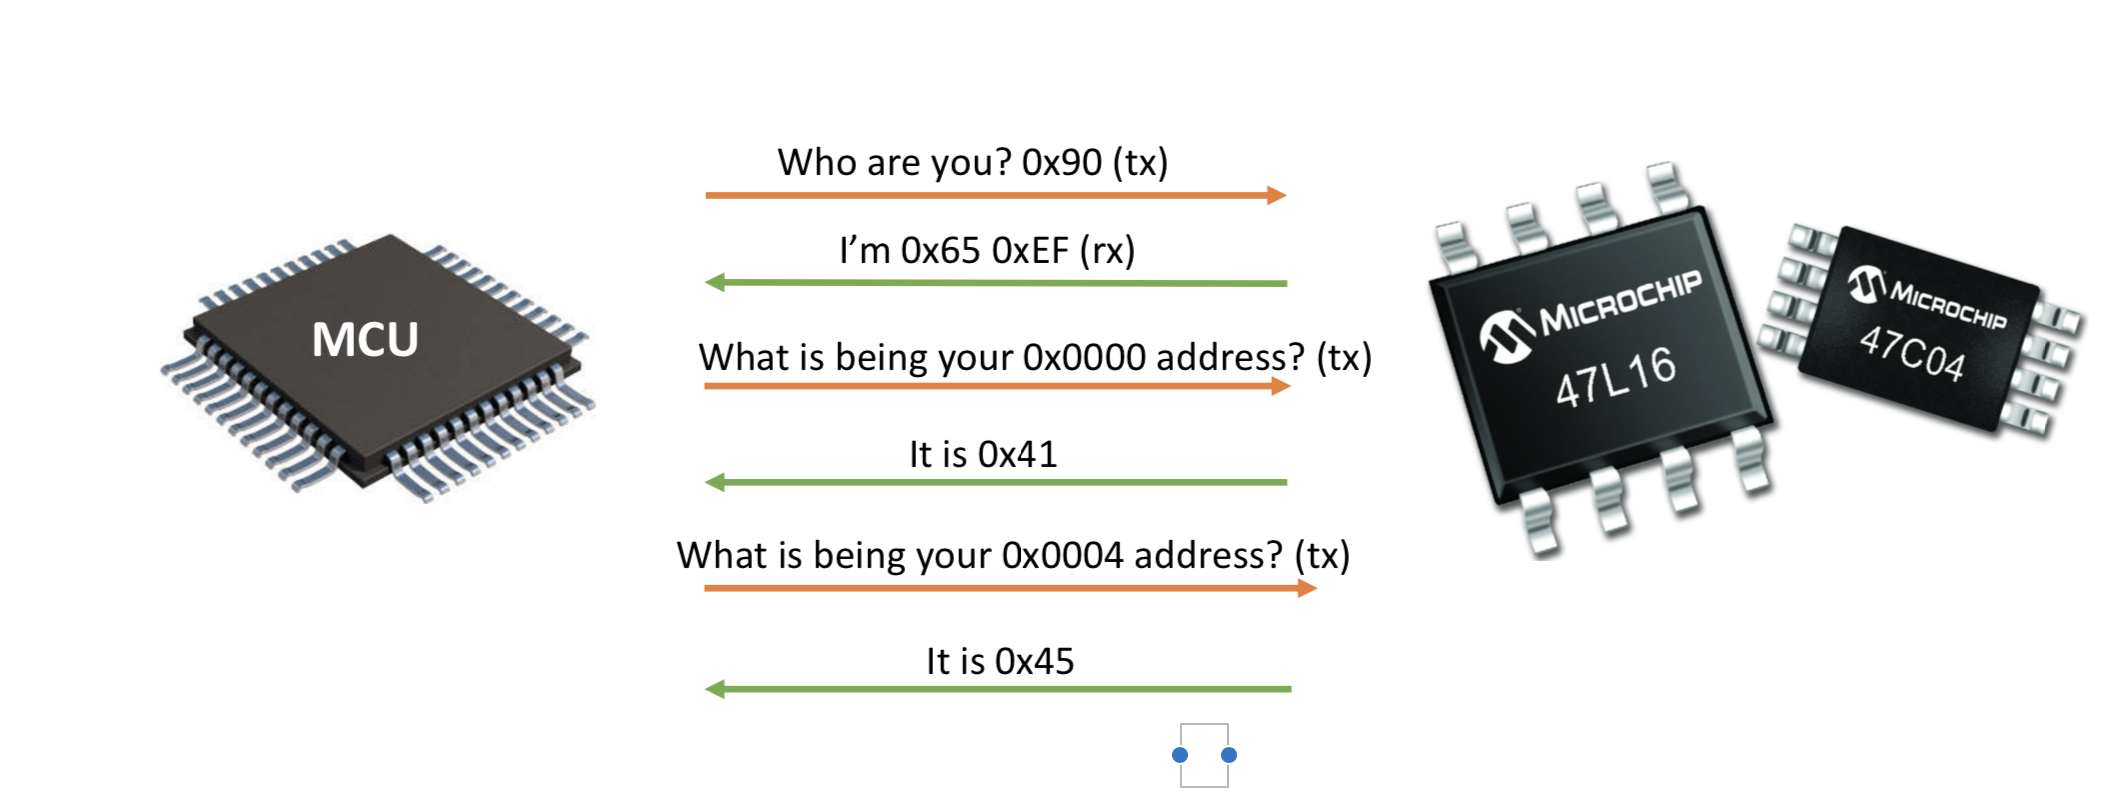 Who are you? 0x90 (tx)
I’m 0x65 0xEF (rx)
MCU
What is being your 0x0000 address? (tx)
It is 0x41
What is being your 0x0004 address? (tx)
It is 0x45
MICROCHIP
47L16
MICROCHIP
47C04